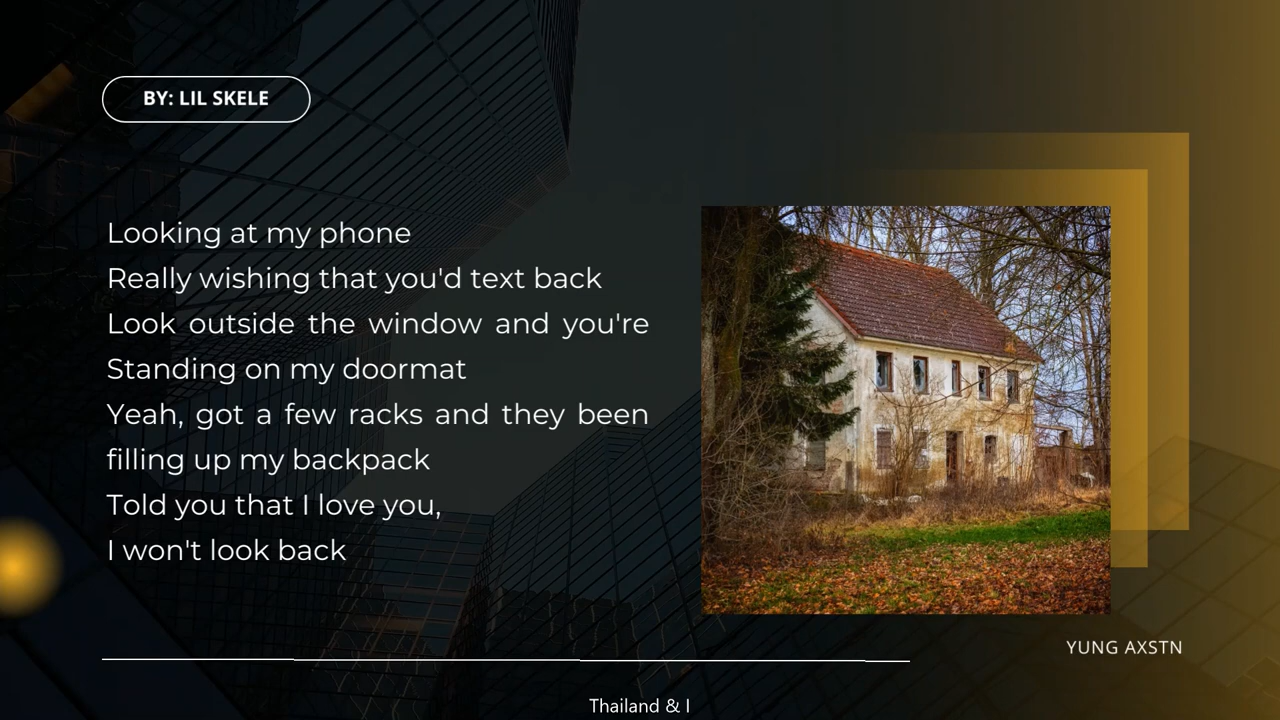 BY: LIL SKELE
Looking at my phone
Really wishing that you'd text back
Look outside the window and you're
Standing on my doormat
Yeah, got a few racks and they been
filling up my backpack
Told you that I love you,
I won't look back
YUNG AXSTN
Thailand & I